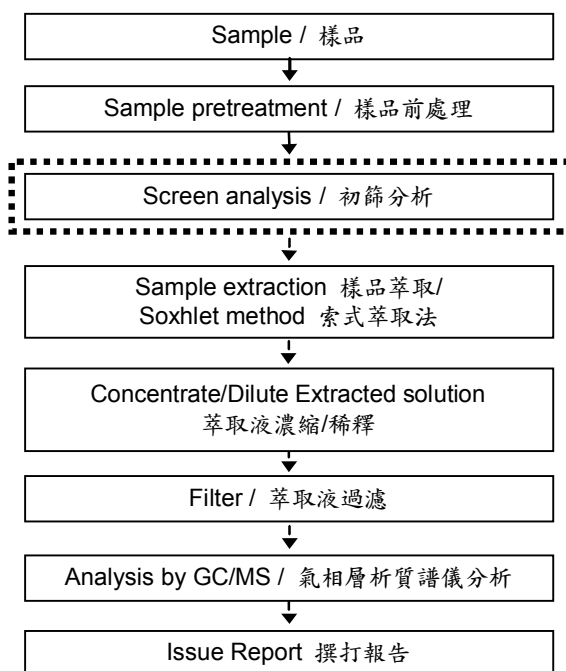 Sample / 樣品
Sample pretreatment / 樣品前處理
Screen analysis / 初篩分析
Sample extraction 樣品萃取/
Soxhlet method 索式萃取法
Concentrate/Dilute Extracted solution
萃取液濃縮/稀釋
Filter / 萃取液過濾
Analysis by GC/MS / 氣相層析質譜儀分析
Issue Report 撰打報告